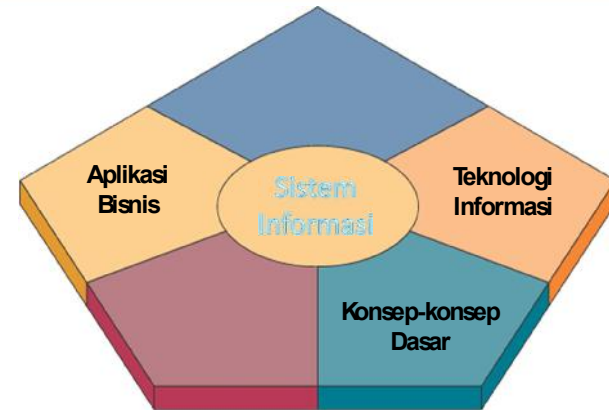 Aplikasi
Bisnis
Sistem
Informasi
Teknologi
Informasi
Konsep-konsep
Dasar